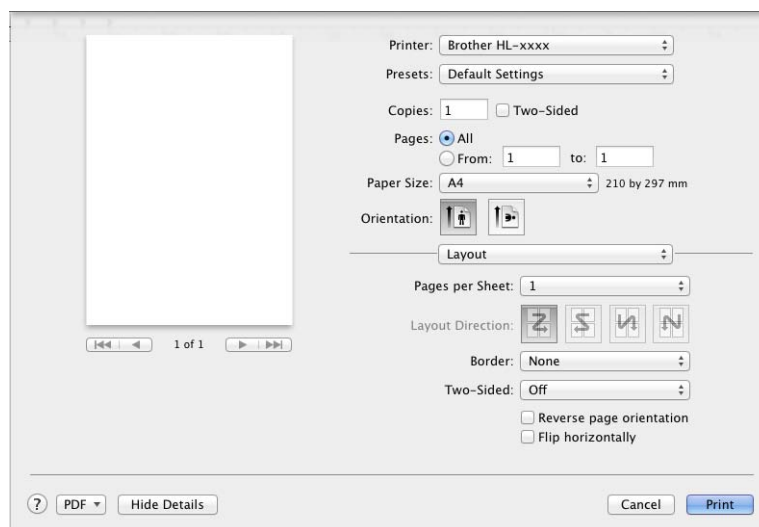 Printer: Brother HL-xxxx
Presets: Default Settings
Copies: 1 Two-Sided
Pages: All
From: 1 to: 1
Paper Size: A4 210 by 297 mm
Orientation:
Layout
Pages per Sheet: 1
Layout Direction:
1 of 1
Border: None
Two-Sided: Off
Reverse page orientation
Flip horizontally
? PDF Hide Details Cancel Print